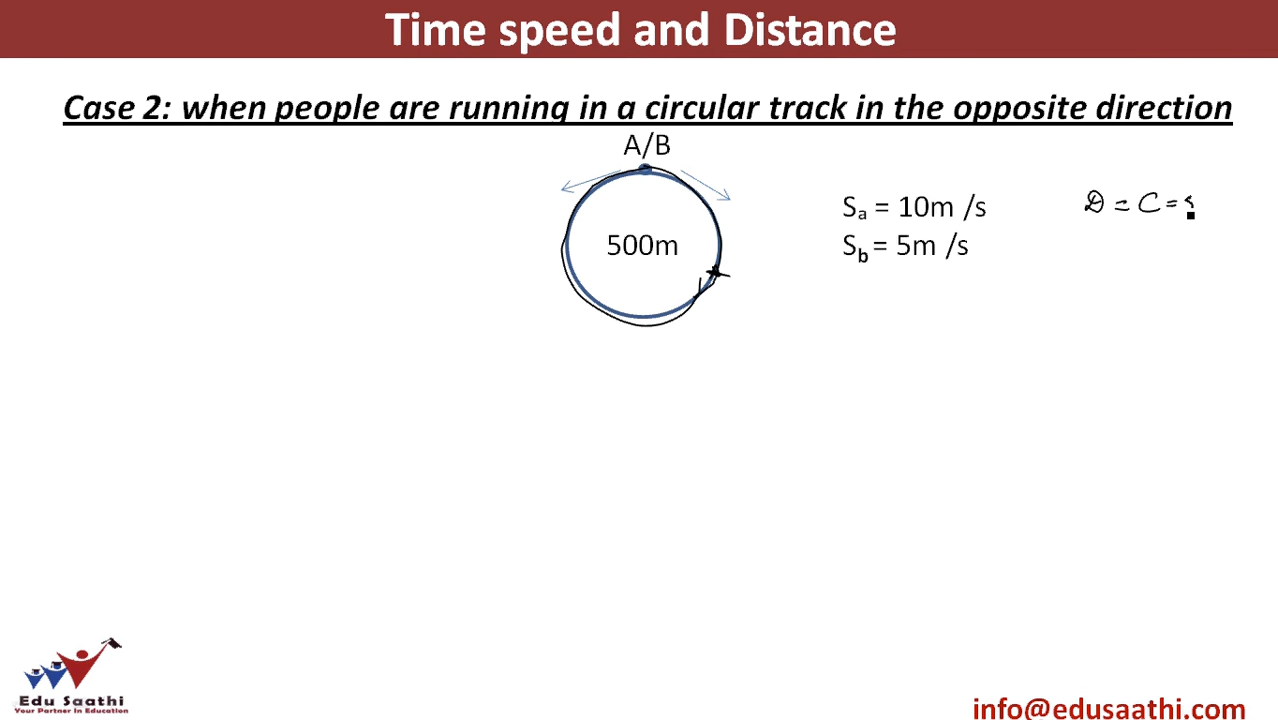 Time speed and Distance
Case 2: when people are running in a circular track in the opposite direction
A/B
500m
Sa = 10m /s
Sb = 5m /s
D = C =
Edu Saathi
Your Partner In Education
info@edusaathi.com